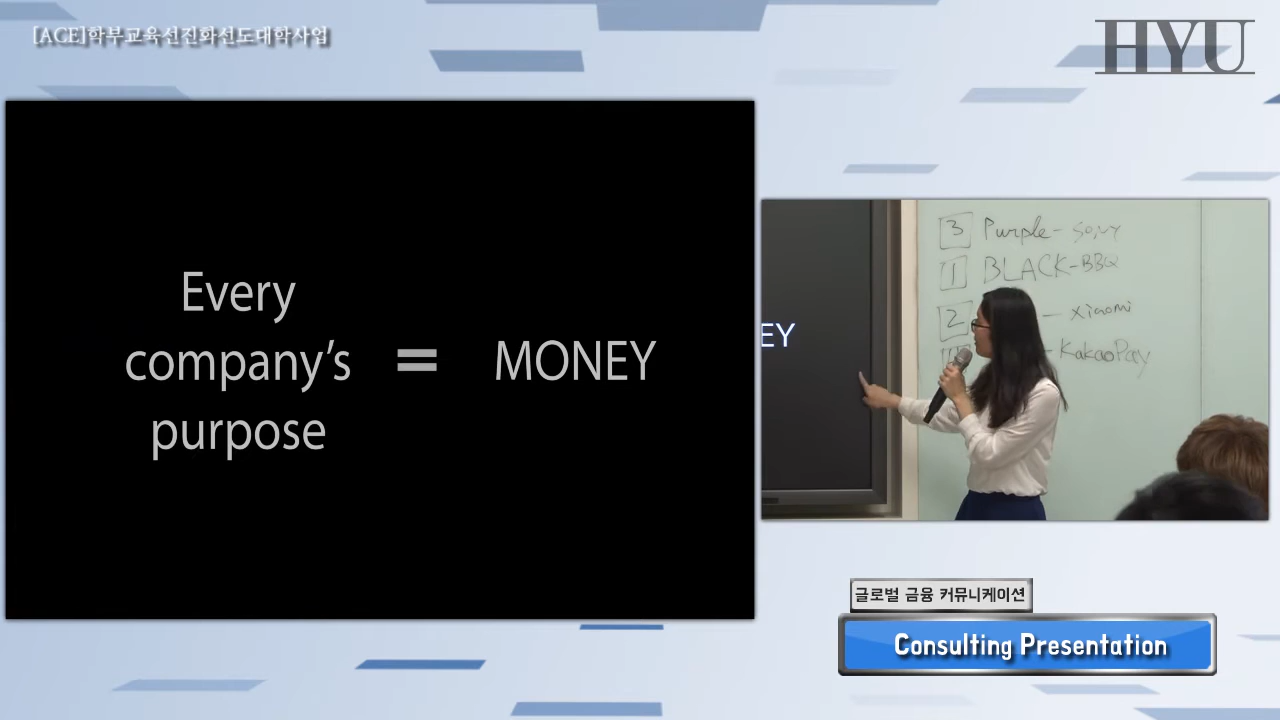 [ACE]학부교육선진화선도대학사업
HYU
Every
company's = MONEY
purpose
EY
3 Purple- sony
1 BLACK-BBQ
2 - xiaomi
- KakaoPay
글로벌 금융 커뮤니케이션
Consulting Presentation